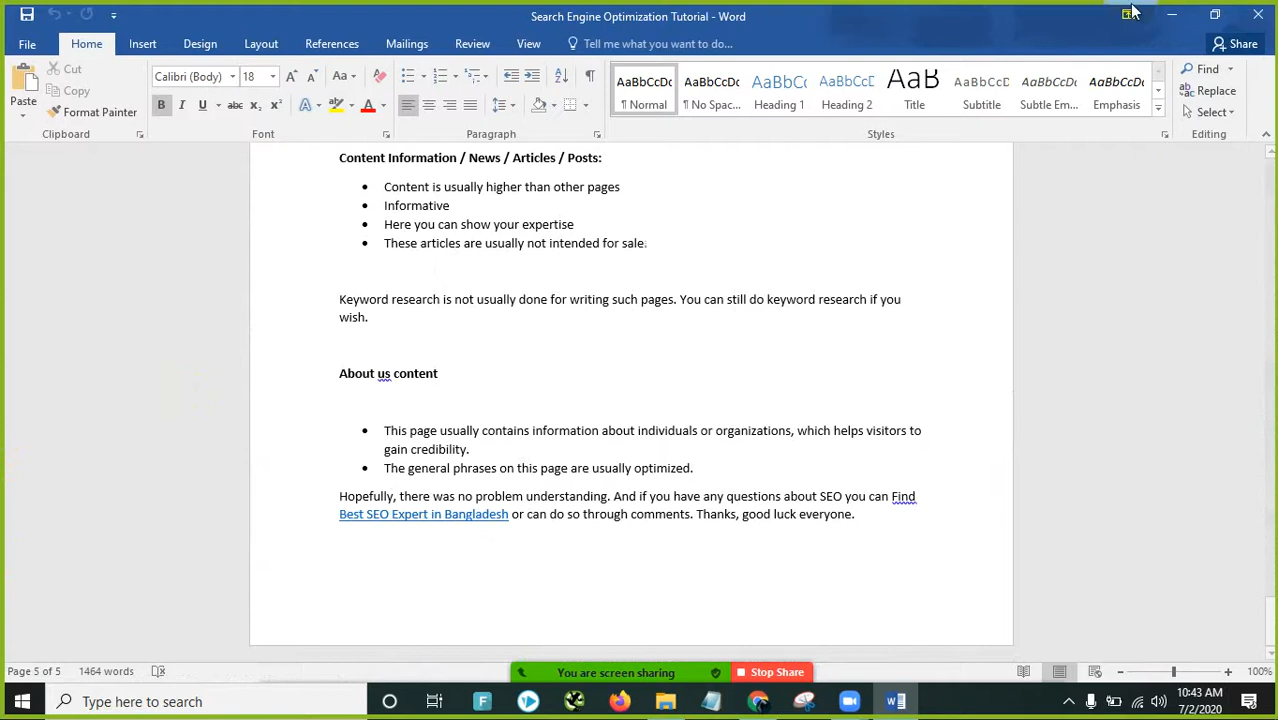 Search Engine Optimization Tutorial - Word
File Home Insert Design Layout References Mailings Review View Tell me what you want to do... Share
Paste
Cut
Copy
Format Painter
Clipboard
Calibri (Body) 18
Font
Paragraph
AaBbCcDc AaBbCcDc AaBbCc AaBbCcD AaB AaBbCcD AaBbCcDc AaBbCcDc
¶ Normal ¶ No Spac... Heading 1 Heading 2 Title Subtitle Subtle Em... Emphasis
Styles
Find
Replace
Select
Editing
Content Information / News / Articles / Posts:
• Content is usually higher than other pages
• Informative
• Here you can show your expertise
• These articles are usually not intended for sale.
Keyword research is not usually done for writing such pages. You can still do keyword research if you
wish.
About us content
• This page usually contains information about individuals or organizations, which helps visitors to
gain credibility.
• The general phrases on this page are usually optimized.
Hopefully, there was no problem understanding. And if you have any questions about SEO you can Find
Best SEO Expert in Bangladesh or can do so through comments. Thanks, good luck everyone.
Page 5 of 5 1464 words
You are screen sharing Stop Share
100%
Type here to search
10:43 AM
7/2/2020